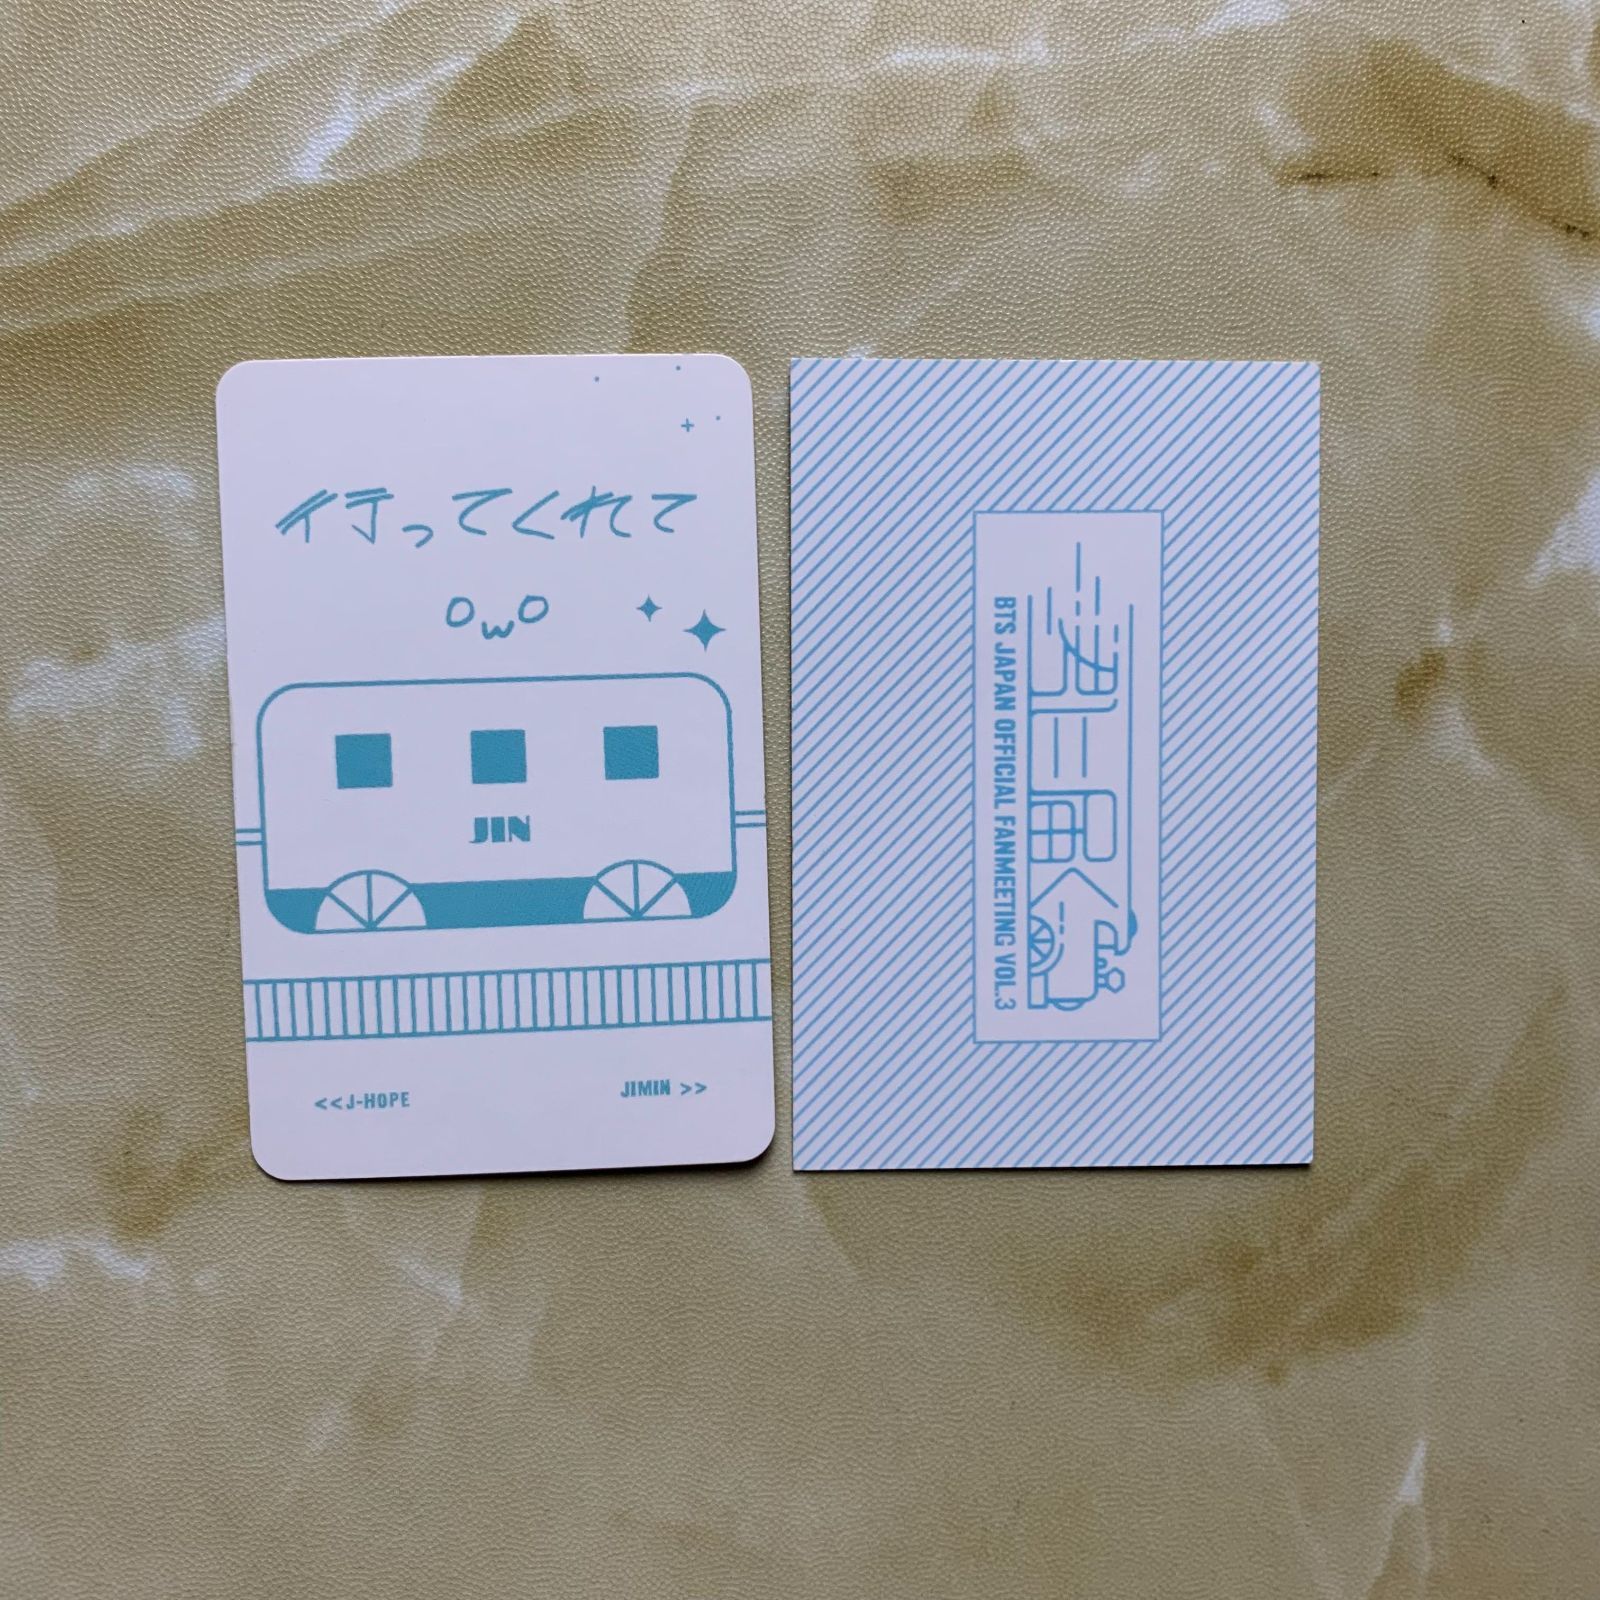 行ってくれて
OwO
JIN
<<J-HOPE
JIMIN >>
BTS JAPAN OFFICIAL FANMEETING VOL.3